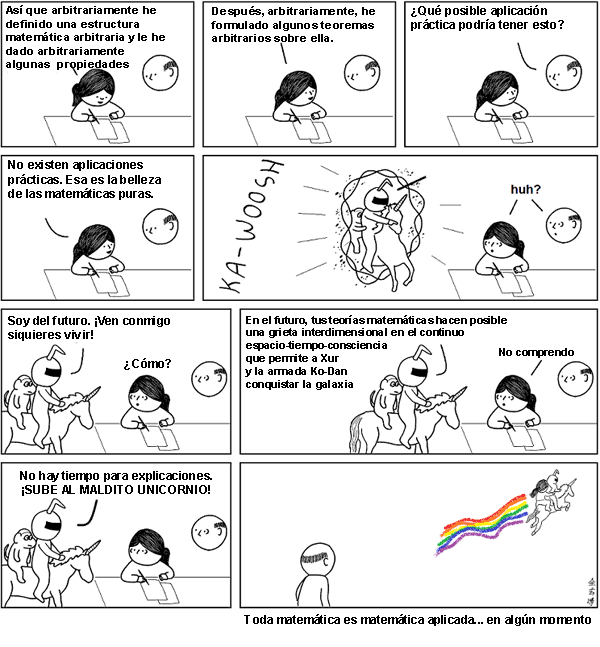 Así que arbitrariamente he
definido una estructura
matemática arbitraria y le he
dado arbitrariamente
algunas propiedades
Después, arbitrariamente, he
formulado algunos teoremas
arbitrarios sobre ella.
¿Qué posible aplicación
práctica podría tener esto?
No existen aplicaciones
prácticas. Esa es la belleza
de las matemáticas puras.
KA-WOOSH
huh?
Soy del futuro. ¡Ven conmigo
siquieres vivir!
¿Cómo?
En el futuro, tus teorías matemáticas hacen posible
una grieta interdimensional en el continuo
espacio-tiempo-consciencia
que permite a Xur
y la armada Ko-Dan
conquistar la galaxia
No comprendo
No hay tiempo para explicaciones.
¡SUBE AL MALDITO UNICORNIO!
Toda matemática es matemática aplicada... en algún momento